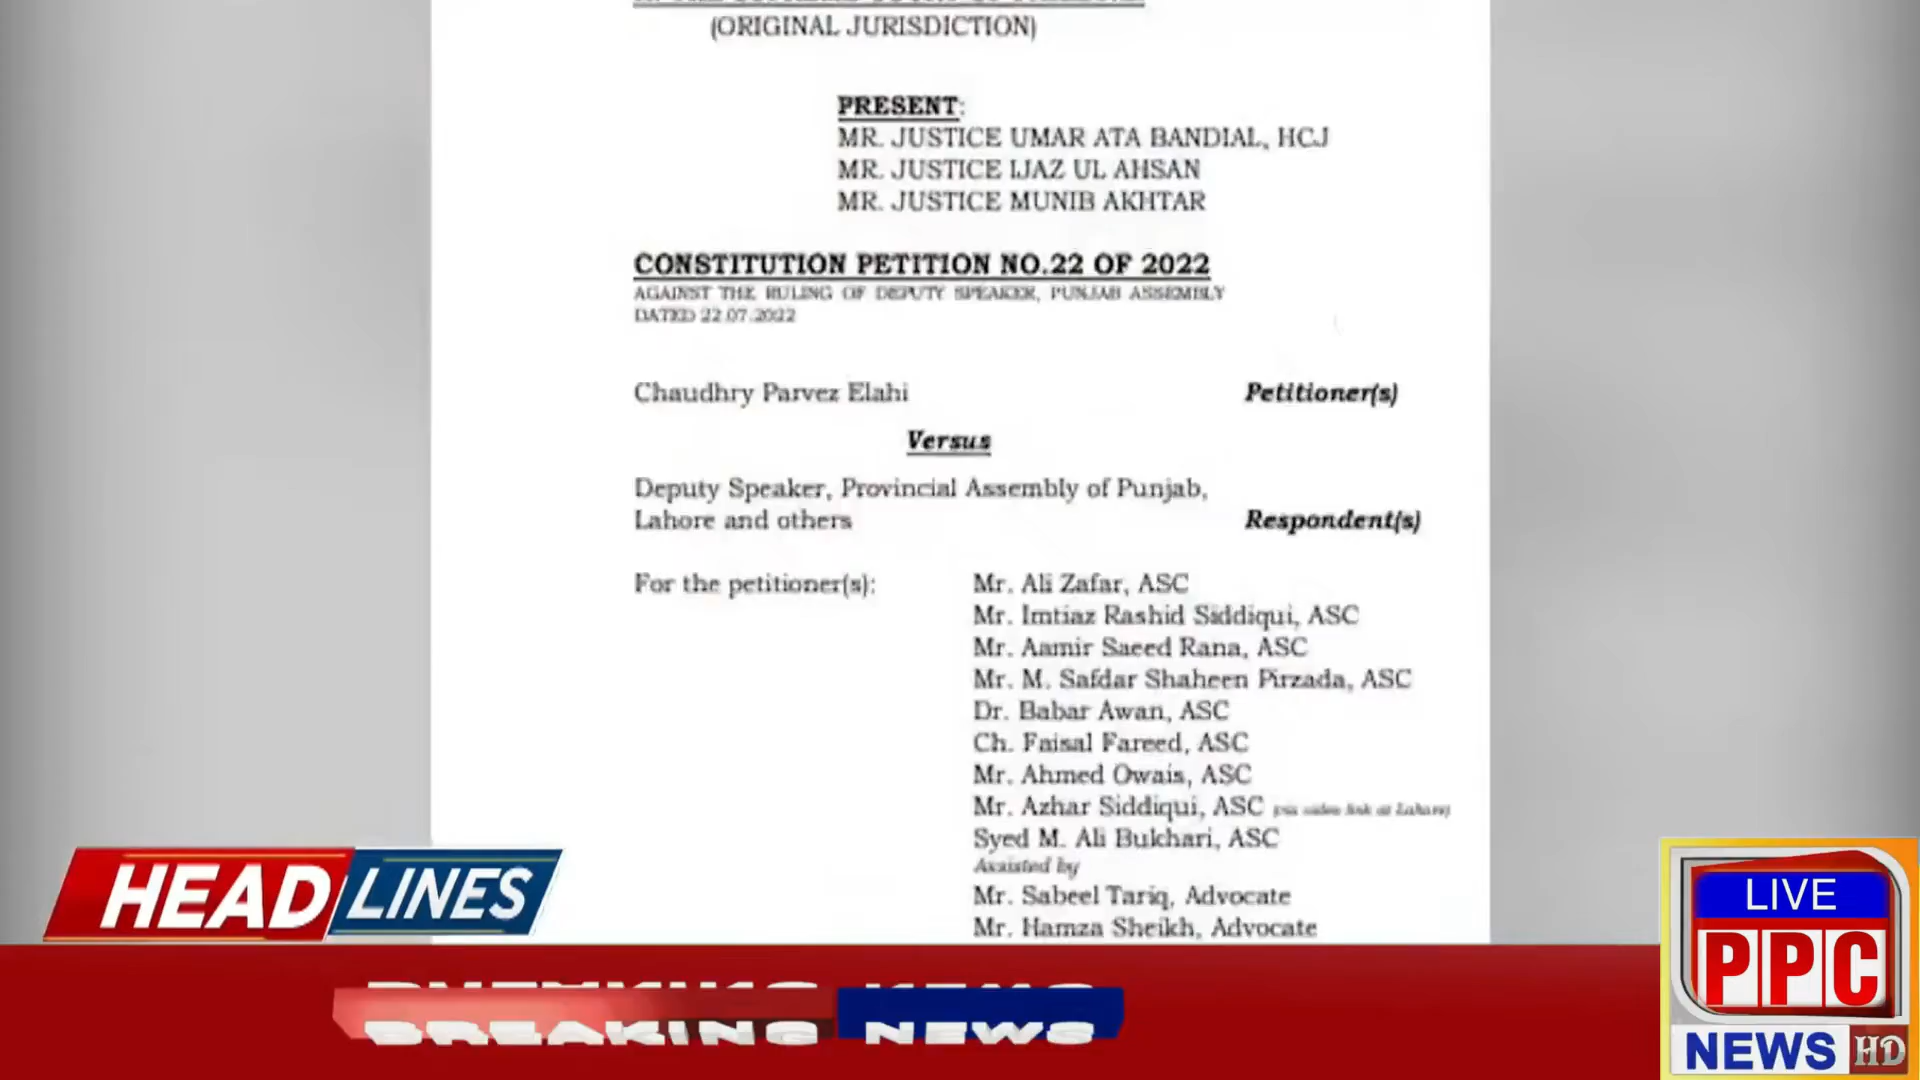 (ORIGINAL JURISDICTION)
PRESENT:
MR. JUSTICE UMAR ATA BANDIAL, HCJ
MR. JUSTICE IJAZ UL AHSAN
MR. JUSTICE MUNIB AKHTAR
CONSTITUTION PETITION NO.22 OF 2022
AGAINST THE RULING OF DEPUTY SPEAKER, PUNJAB ASSEMBLY
DATED 22.07.2022
Chaudhry Parvez Elahi Petitioner(s)
Versus
Deputy Speaker, Provincial Assembly of Punjab,
Lahore and others Respondent(s)
For the petitioner(s): Mr. Ali Zafar, ASC
Mr. Imtiaz Rashid Siddiqui, ASC
Mr. Aamir Saeed Rana, ASC
Mr. M. Safdar Shaheen Pirzada, ASC
Dr. Babar Awan, ASC
Ch. Faisal Fareed, ASC
Mr. Ahmed Owais, ASC
Mr. Azhar Siddiqui, ASC (via video link at Lahore)
Syed M. Ali Bukhari, ASC
Assisted by
Mr. Sabeel Tariq, Advocate
Mr. Hamza Sheikh, Advocate
HEADLINES
BREAKING NEWS
LIVE
PPC
NEWS HD